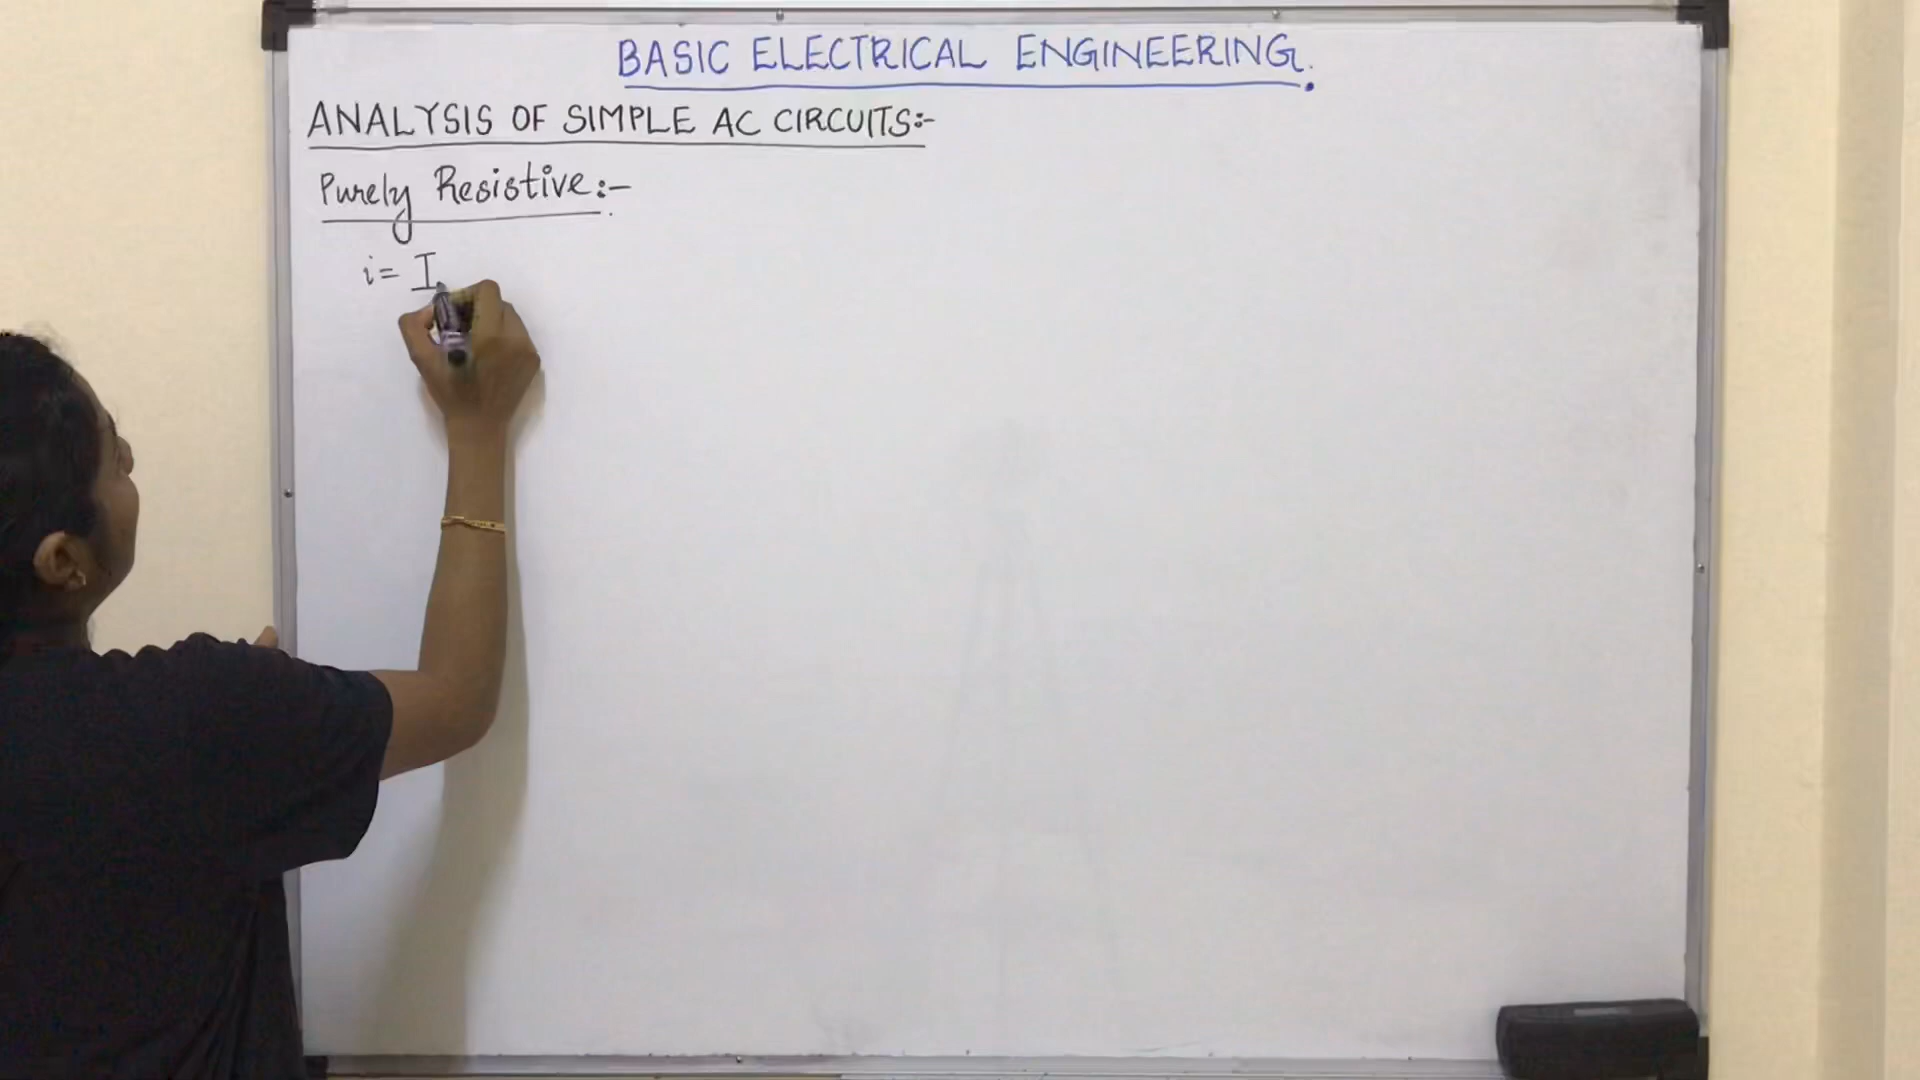 BASIC ELECTRICAL ENGINEERING.
ANALYSIS OF SIMPLE AC CIRCUITS:-
Purely Resistive:-
i= I